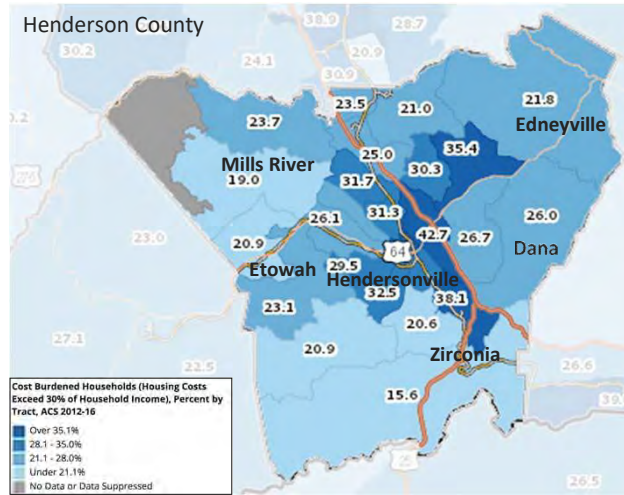 Henderson County
38.9
28.7
30.2
24.1
20.9
30.9
0.2
23.5
21.0
21.8
23.7
Edneyville
25.0
35.4
Mills River
30.3
31.7
19.0
76
31.3
26.1
26.0
23.0
42.7
26.7
20.9
64
Dana
Etowah
29.5
Hendersonville
32.5
38.1
23.1
20.6
27.1
20.9
Zirconia
22.5
26.6
15.6
39.
26.5
Cost Burdened Households (Housing Costs
Exceed 30% of Household Income), Percent by
Tract, ACS 2012-16
Over 35.1%
28.1 - 35.0%
21.1 - 28.0%
Under 21.1%
No Data or Data Suppressed